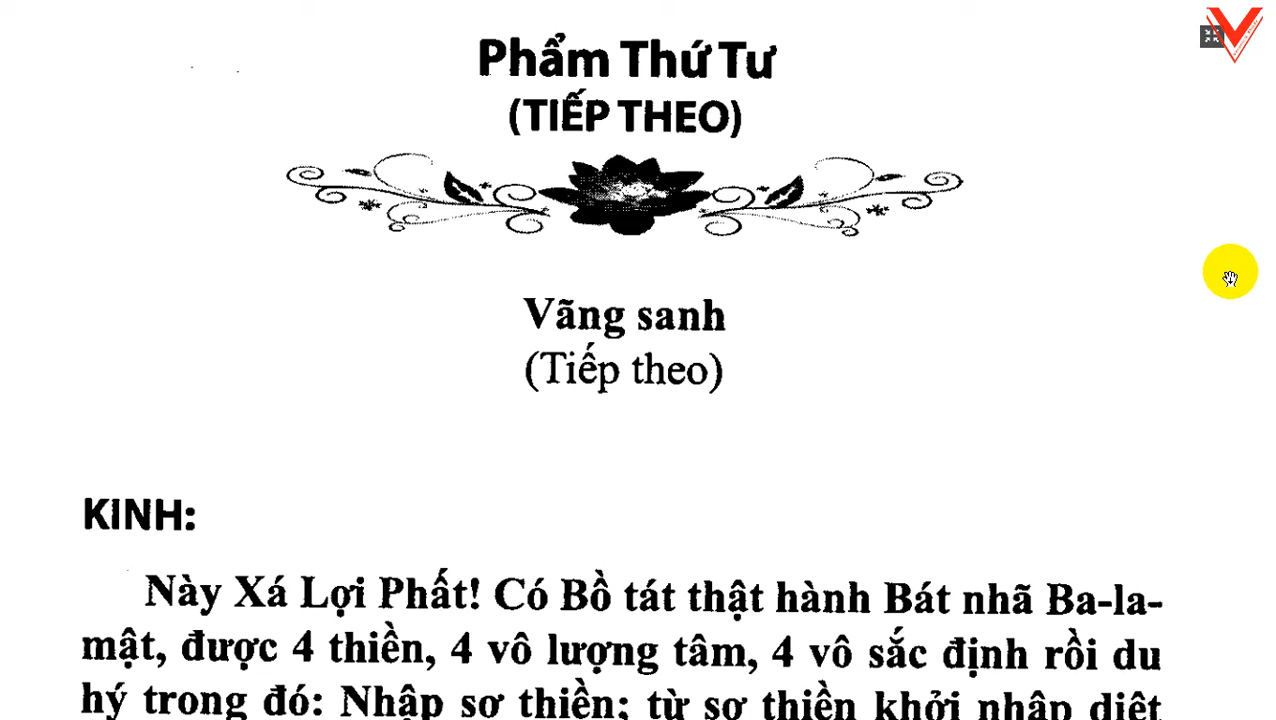 Phẩm Thứ Tư
(TIẾP THEO)
Vãng sanh
(Tiếp theo)
KINH:
Này Xá Lợi Phất! Có Bồ tát thật hành Bát nhã Ba-la-
mật, được 4 thiền, 4 vô lượng tâm, 4 vô sắc định rồi du
hý trong đó: Nhập sơ thiền; từ sơ thiền khởi nhập diệt